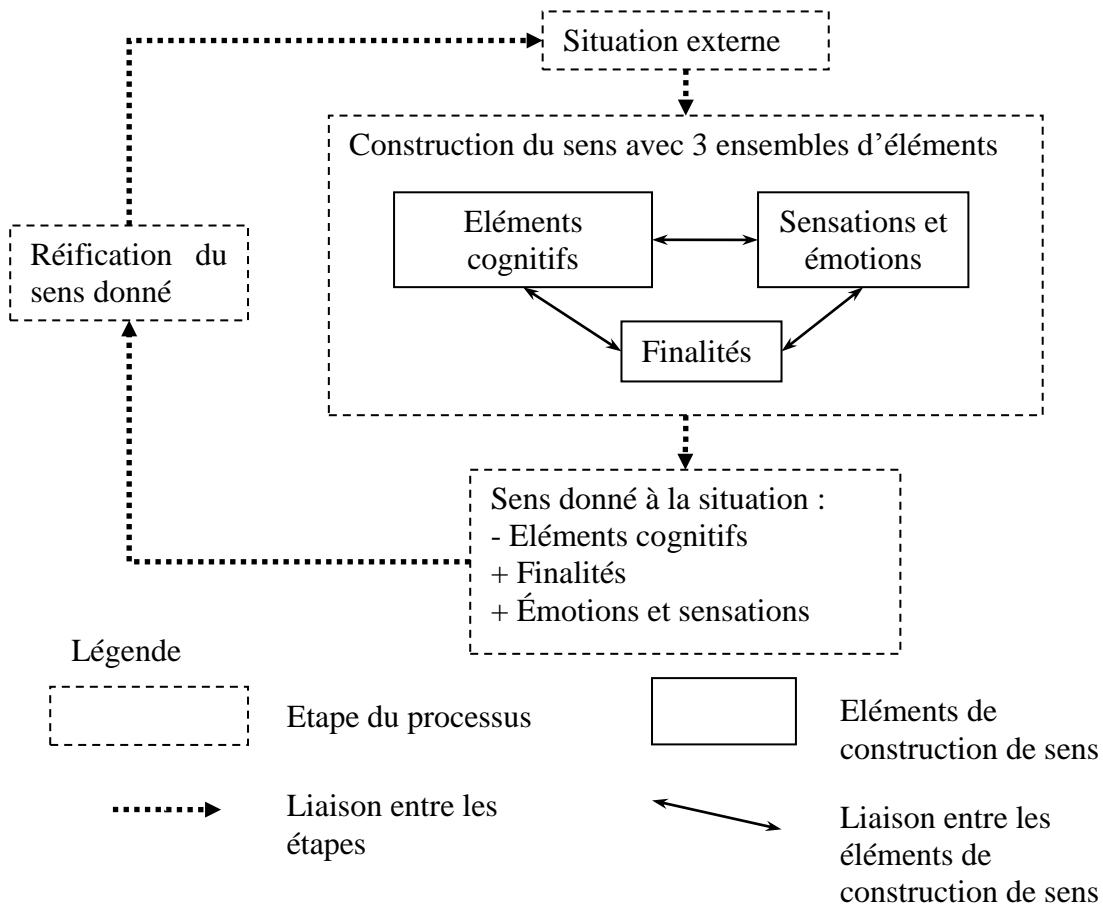 Situation externe
Construction du sens avec 3 ensembles d'éléments
Eléments
cognitifs
Sensations et
émotions
Finalités
Réification du
sens donné
Sens donné à la situation :
- Eléments cognitifs
+ Finalités
+ Émotions et sensations
Légende
Etape du processus
Eléments de
construction de sens
Liaison entre les
étapes
Liaison entre les
éléments de
construction de sens